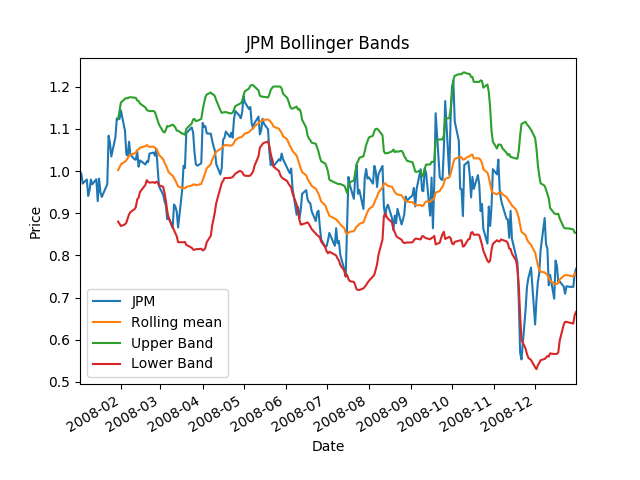 JPM Bollinger Bands
Price
1.2
1.1
1.0
0.9
0.8
0.7
0.6
0.5
JPM
Rolling mean
Upper Band
Lower Band
2008-02
2008-03
2008-04
2008-05
2008-06
2008-07
2008-08
2008-09
2008-10
2008-11
2008-12
Date